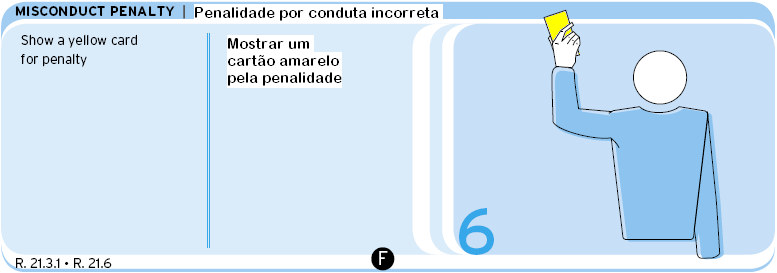 MISCONDUCT PENALTY | Penalidade por conduta incorreta
Show a yellow card
for penalty
Mostrar um
cartão amarelo
pela penalidade
6
R. 21.3.1 • R. 21.6
F